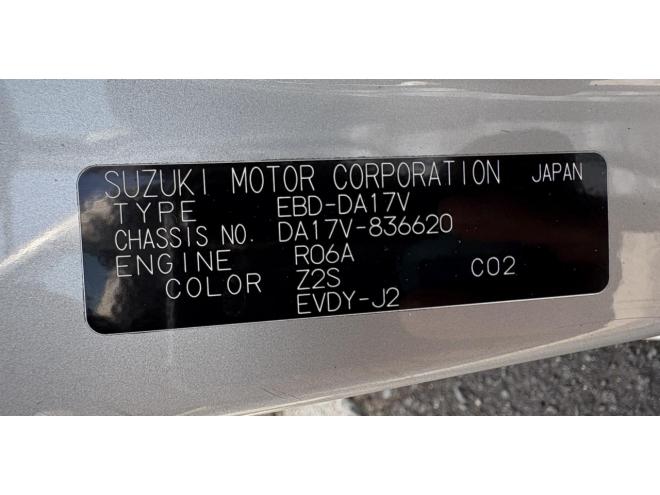 SUZUKI MOTOR CORPORATION JAPAN
TYPE EBD-DA17V
CHASSIS NO. DA17V-836620
ENGINE R06A
COLOR Z2S C02
EVDY-J2